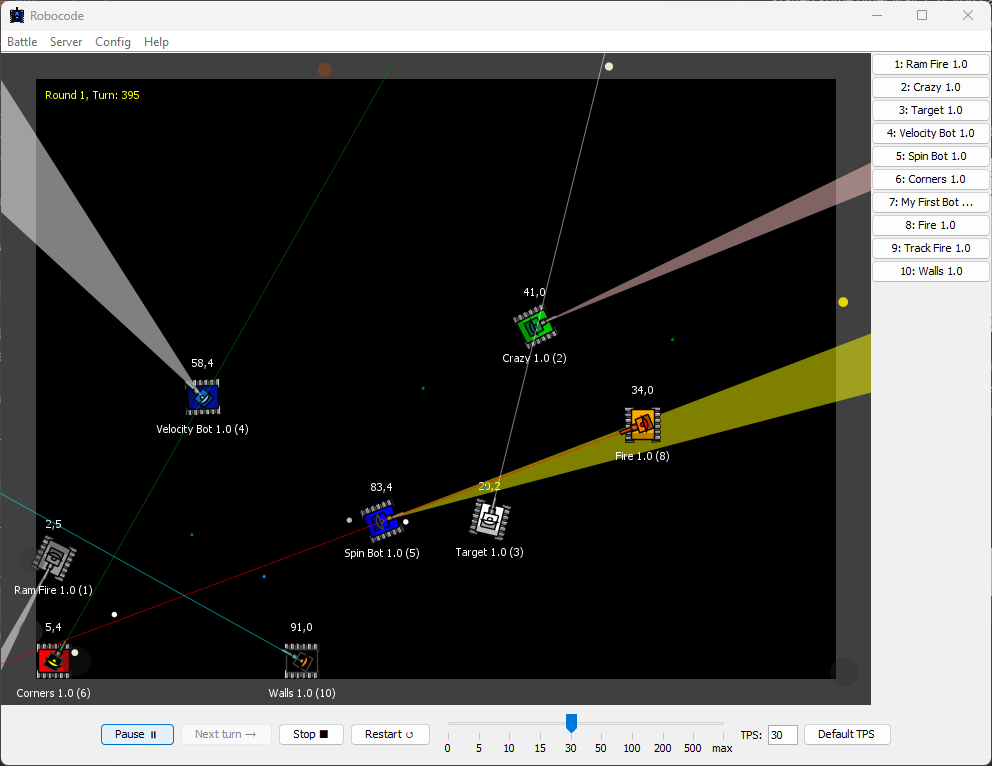 Robocode
Battle Server Config Help
Round 1, Turn: 395
1: Ram Fire 1.0
2: Crazy 1.0
3: Target 1.0
4: Velocity Bot 1.0
5: Spin Bot 1.0
6: Corners 1.0
7: My First Bot ...
8: Fire 1.0
9: Track Fire 1.0
10: Walls 1.0
41,0
Crazy 1.0 (2)
58,4
Velocity Bot 1.0 (4)
34,0
Fire 1.0 (8)
83,4
Spin Bot 1.0 (5)
20,2
Target 1.0 (3)
2,5
Ram Fire 1.0 (1)
5,4
Corners 1.0 (6)
91,0
Walls 1.0 (10)
Pause Next turn → Stop Restart ↺
0 5 10 15 30 50 100 200 500 max
TPS: 30 Default TPS